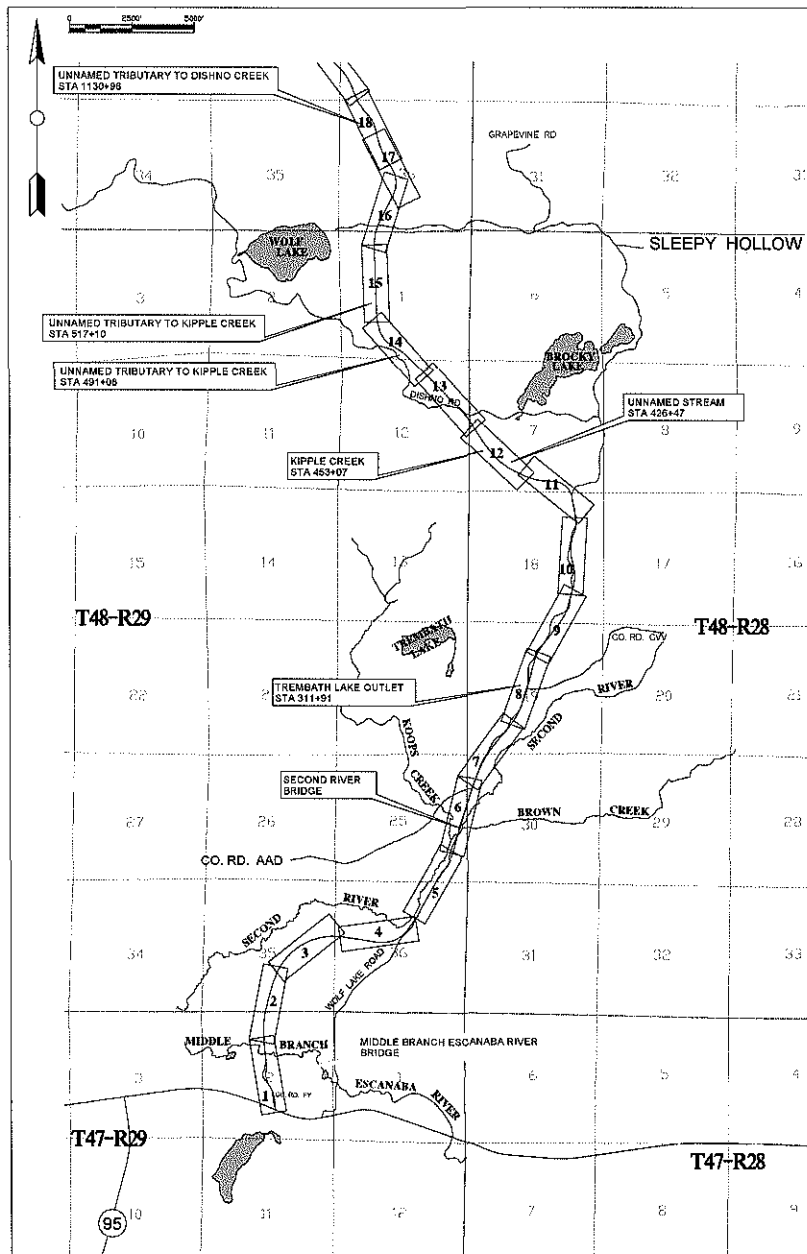 0 2500' 5000'
UNNAMED TRIBUTARY TO DISHNO CREEK
STA 1130+96
18
GRAPEVINE RD
17
34
35
31
32
33
16
WOLF
LAKE
SLEEPY HOLLOW
15
3
2
1
6
UNNAMED TRIBUTARY TO KIPPLE CREEK
STA 517+10
14
BROCKY
LAKE
UNNAMED TRIBUTARY TO KIPPLE CREEK
STA 491+06
13
DISHNO RD
UNNAMED STREAM
STA 426+47
10
11
12
7
8
9
KIPPLE CREEK
STA 453+07
12
11
15
14
13
18
17
16
10
T48-R29
T48-R28
TREMBATH
LAKE
9
CO. RD. CVV
22
TREMBATH LAKE OUTLET
STA 311+91
8
20
21
SECOND RIVER
KOOPS
CREEK
7
SECOND RIVER
BRIDGE
6
BROWN CREEK
27
26
25
30
29
28
CO. RD. AAD
5
SECOND RIVER
4
34
35
3
36
31
32
33
WOLF LAKE ROAD
2
MIDDLE BRANCH
MIDDLE BRANCH ESCANABA RIVER
BRIDGE
3
2
6
5
4
ESCANABA RIVER
1
T47-R29
T47-R28
10
11
12
7
8
9
95